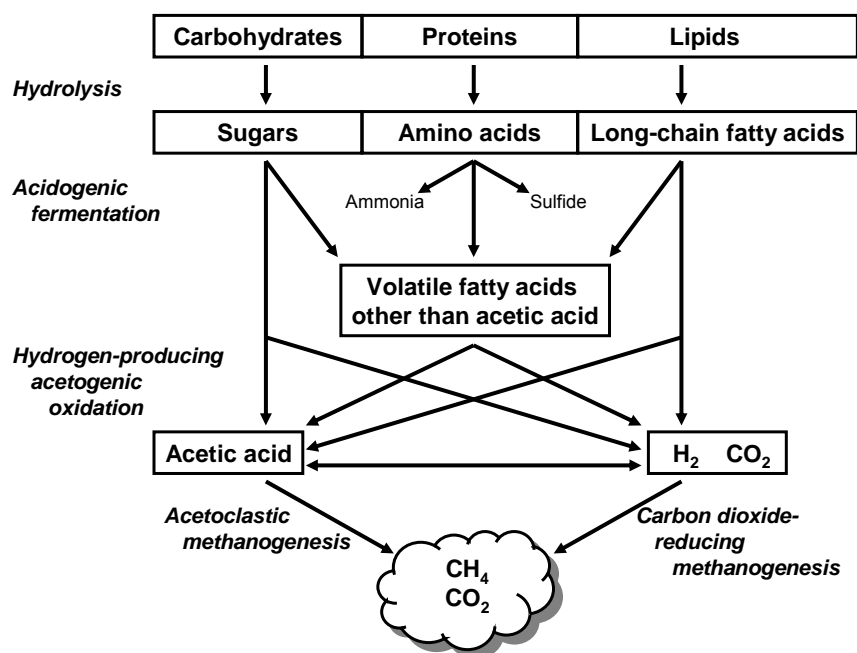 Carbohydrates Proteins Lipids
Hydrolysis
Sugars Amino acids Long-chain fatty acids
Acidogenic
fermentation
Ammonia Sulfide
Volatile fatty acids
other than acetic acid
Hydrogen-producing
acetogenic
oxidation
Acetic acid H₂ CO₂
Acetoclastic
methanogenesis
Carbon dioxide-
reducing
methanogenesis
CH₄
CO₂